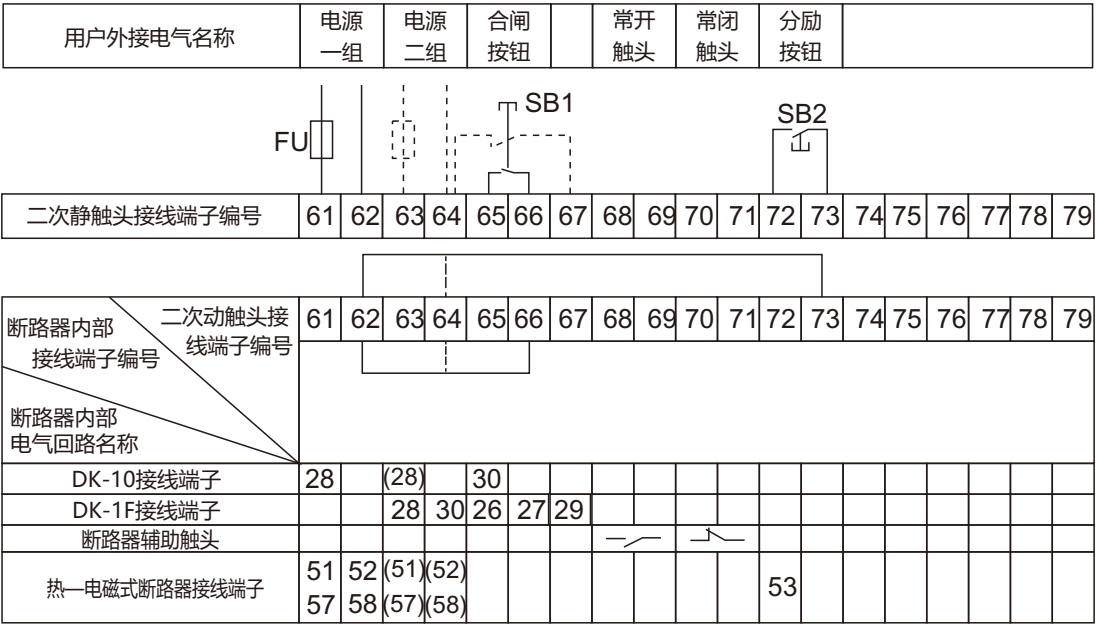 用户外接电气名称 电源一组 电源二组 合闸按钮 常开触头 常闭触头 分励按钮
FU SB1 SB2
二次静触头接线端子编号 61 62 63 64 65 66 67 68 69 70 71 72 73 74 75 76 77 78 79
断路器内部接线端子编号 二次动触头接线端子编号 61 62 63 64 65 66 67 68 69 70 71 72 73 74 75 76 77 78 79
断路器内部
电气回路名称
DK-10接线端子 28 (28) 30
DK-1F接线端子 28 30 26 27 29
断路器辅助触头
热—电磁式断路器接线端子 51 52 (51) (52) 53
57 58 (57) (58)